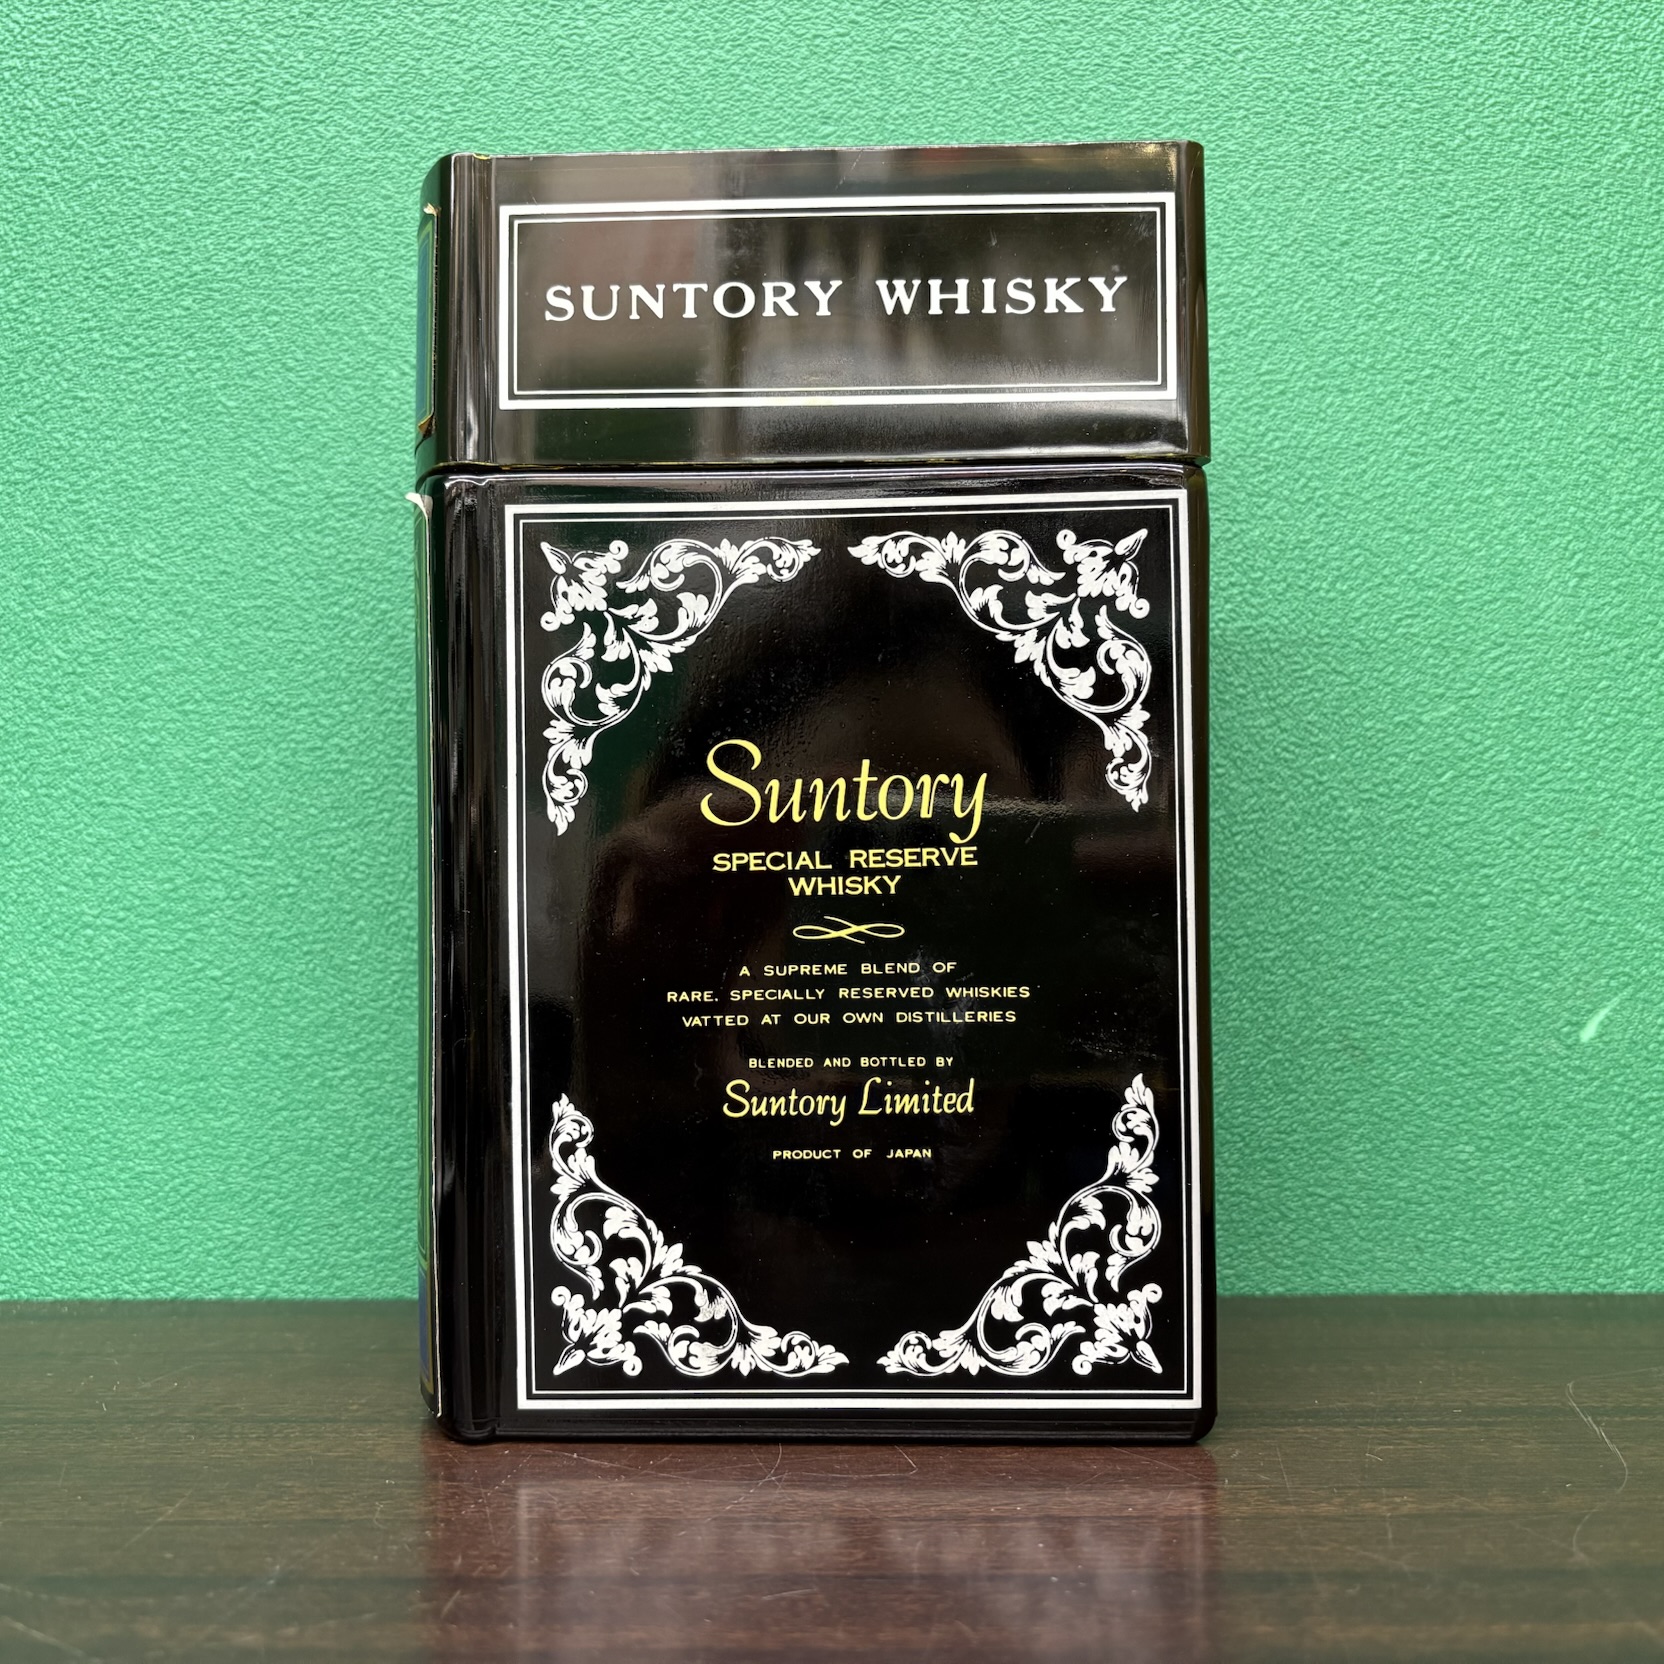 SUNTORY WHISKY
Suntory
SPECIAL RESERVE
WHISKY
A SUPREME BLEND OF
RARE, SPECIALLY RESERVED WHISKIES
VATTED AT OUR OWN DISTILLERIES
BLENDED AND BOTTLED BY
Suntory Limited
PRODUCT OF JAPAN